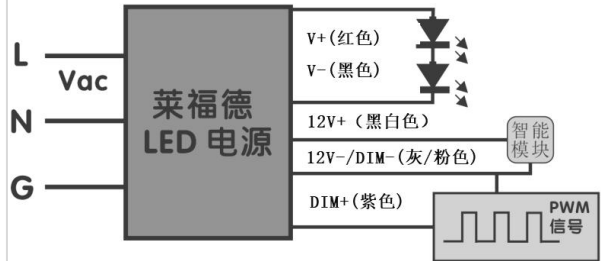 L
Vac
N
G
莱福德
LED 电源
V+(红色)
V-(黑色)
12V+（黑白色）
12V-/DIM-(灰/粉色)
DIM+(紫色)
智能
模块
PWM
信号